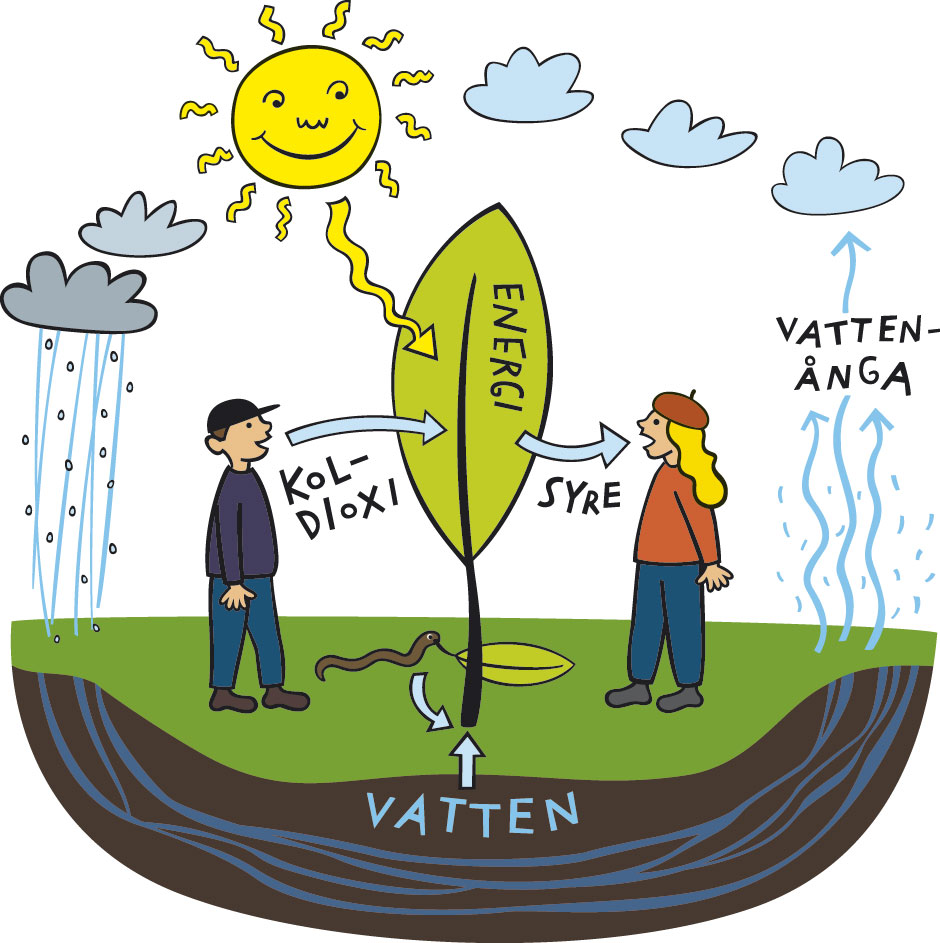 ENERGI
VATTEN-
ÅNGA
KOL-
DIOXI
SYRE
VATTEN